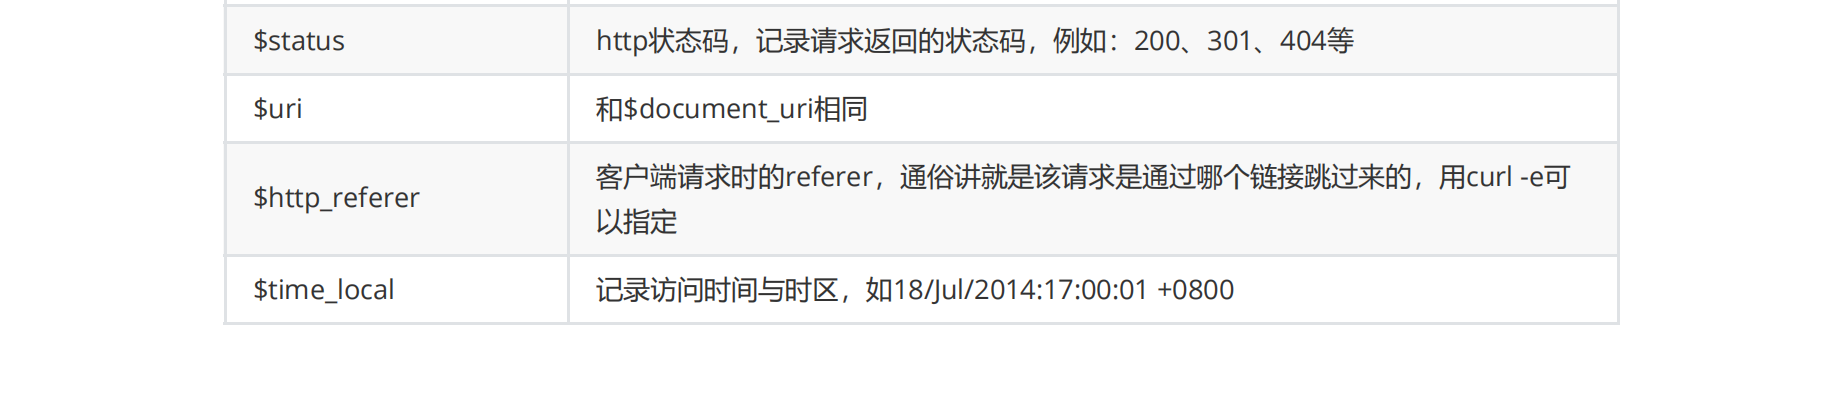 $status http状态码，记录请求返回的状态码，例如：200、301、404等
$uri 和$document_uri相同
$http_referer 客户端请求时的referer，通俗讲就是该请求是通过哪个链接跳过来的，用curl -e可
以指定
$time_local 记录访问时间与时区，如18/Jul/2014:17:00:01 +0800